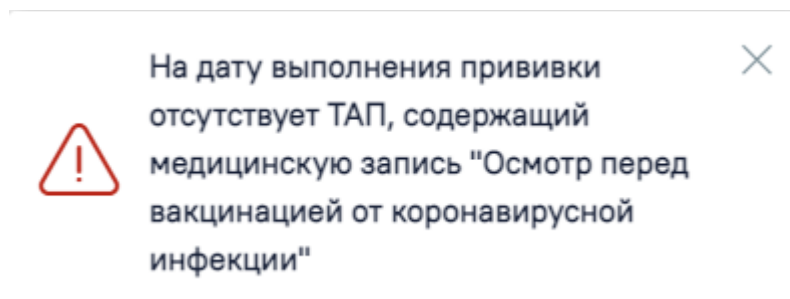 На дату выполнения прививки
отсутствует ТАП, содержащий
медицинскую запись "Осмотр перед
вакцинацией от коронавирусной
инфекции"